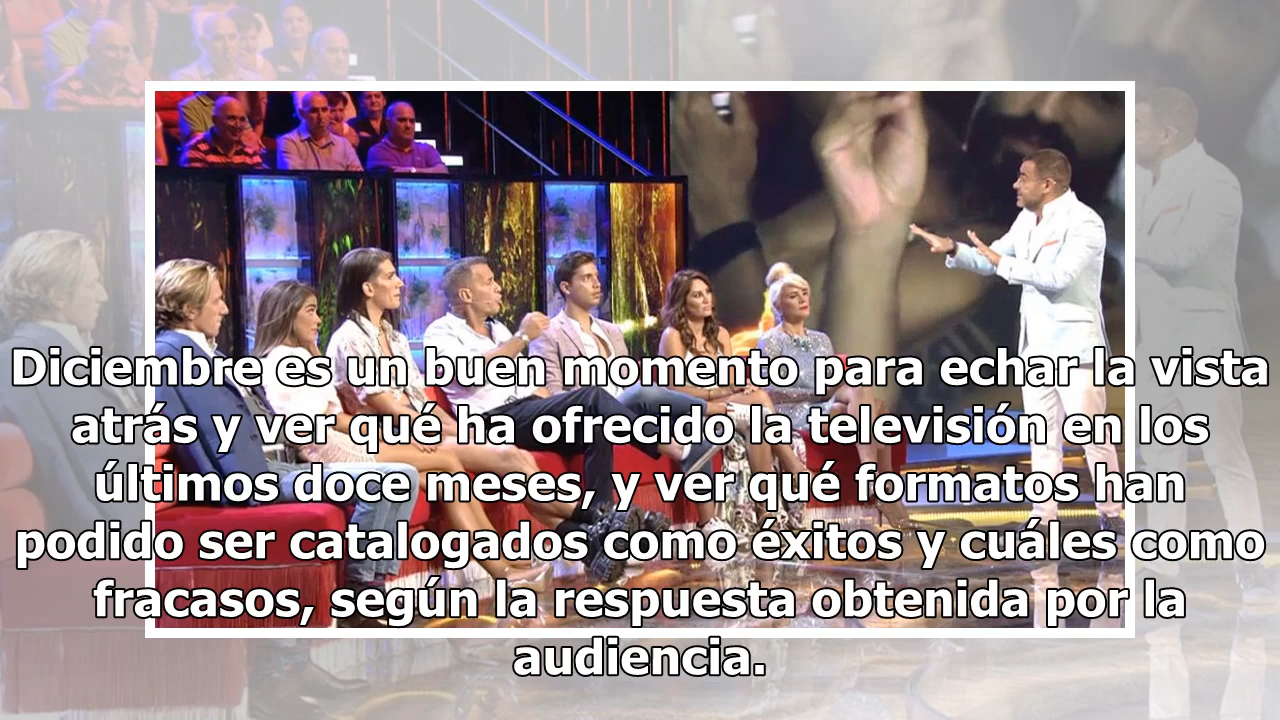 Diciembre es un buen momento para echar la vista
atrás y ver qué ha ofrecido la televisión en los
últimos doce meses, y ver qué formatos han
podido ser catalogados como éxitos y cuáles como
fracasos, según la respuesta obtenida por la
audiencia.